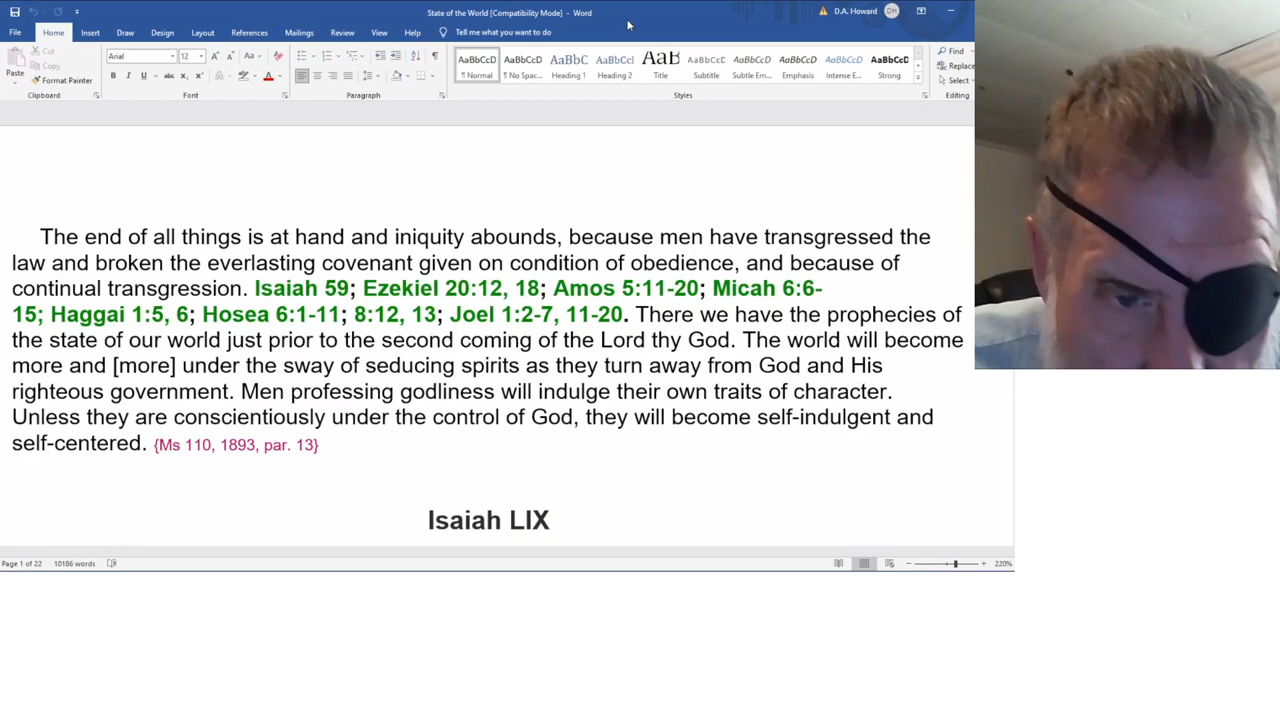 State of the World [Compatibility Mode] - Word
D.A. Howard
DH
File Home Insert Draw Design Layout References Mailings Review View Help Tell me what you want to do
Paste
Cut
Copy
Format Painter
Clipboard
Arial 12
Font
Paragraph
AaBbCcD AaBbCcD AaBbC AaBbCcI AaB AaBbCcD AaBbCcD AaBbCcD AaBbCcD AaBbCcD
¶ Normal ¶ No Spac... Heading 1 Heading 2 Title Subtitle Subtle Em... Emphasis Intense E... Strong
Styles
Find
Replace
Select
Editing
The end of all things is at hand and iniquity abounds, because men have transgressed the
law and broken the everlasting covenant given on condition of obedience, and because of
continual transgression. Isaiah 59; Ezekiel 20:12, 18; Amos 5:11-20; Micah 6:6-
15; Haggai 1:5, 6; Hosea 6:1-11; 8:12, 13; Joel 1:2-7, 11-20. There we have the prophecies of
the state of our world just prior to the second coming of the Lord thy God. The world will become
more and [more] under the sway of seducing spirits as they turn away from God and His
righteous government. Men professing godliness will indulge their own traits of character.
Unless they are conscientiously under the control of God, they will become self-indulgent and
self-centered. {Ms 110, 1893, par. 13}
Isaiah LIX
Page 1 of 22 10186 words
220%